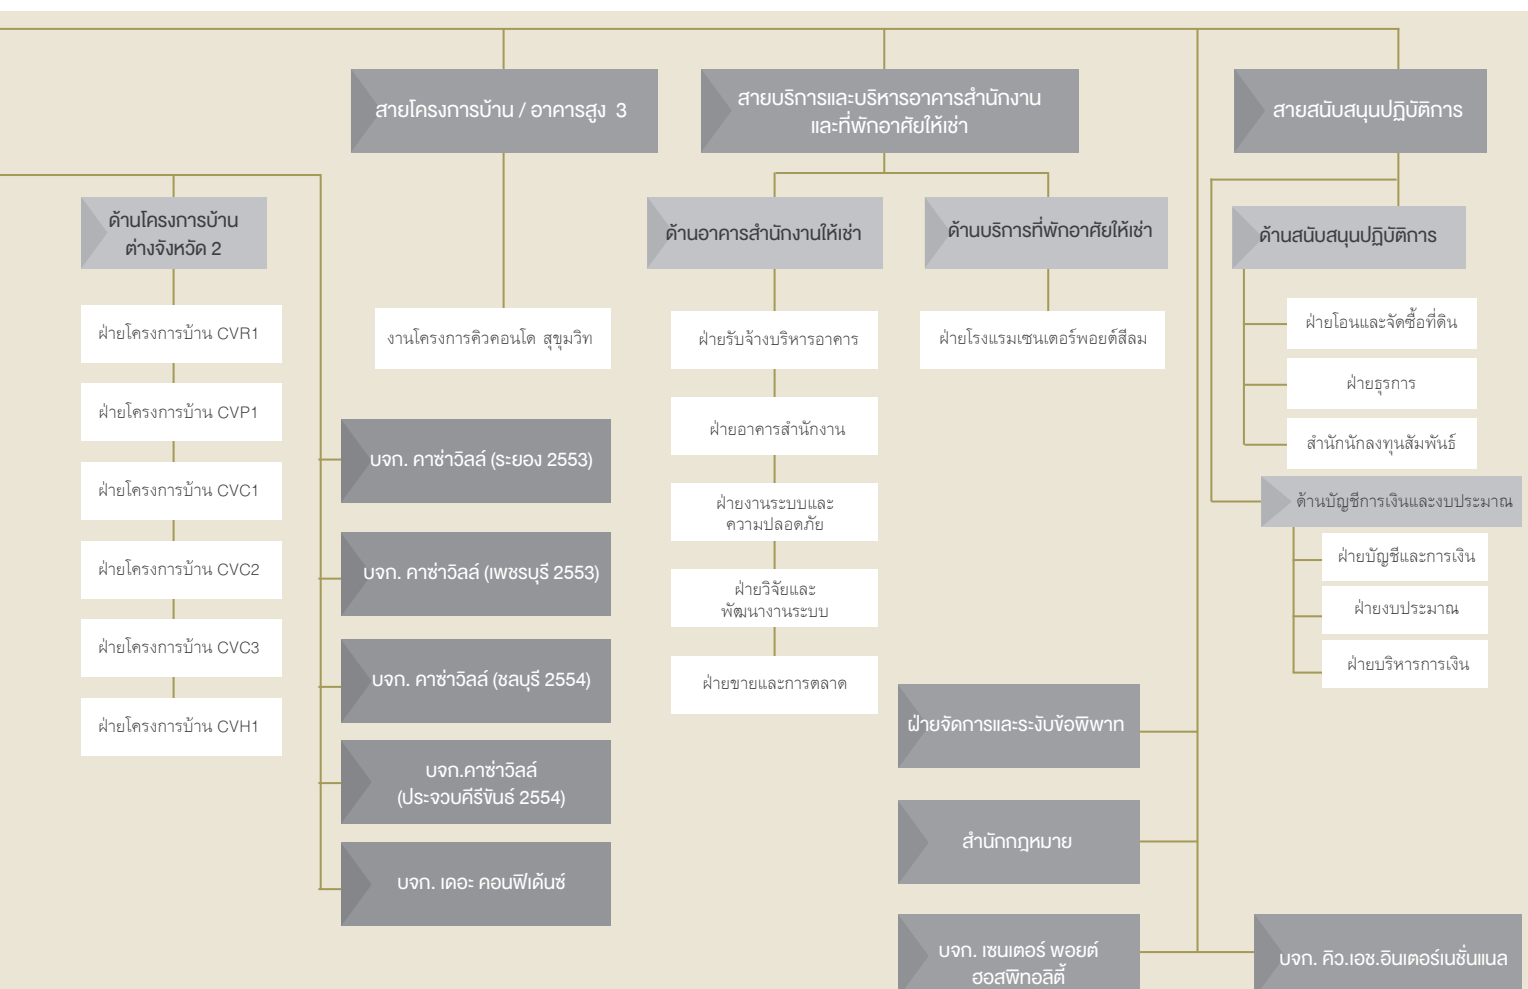 สายโครงการบ้าน / อาคารสูง 3
สายบริการและบริหารอาคารสำนักงาน
และที่พักอาศัยให้เช่า
สายสนับสนุนปฏิบัติการ
ด้านโครงการบ้าน
ต่างจังหวัด 2
ฝ่ายโครงการบ้าน CVR1
ฝ่ายโครงการบ้าน CVP1
ฝ่ายโครงการบ้าน CVC1
ฝ่ายโครงการบ้าน CVC2
ฝ่ายโครงการบ้าน CVC3
ฝ่ายโครงการบ้าน CVH1
งานโครงการคิวคอนโด สุขุมวิท
บจก. คาซ่าวิลล์ (ระยอง 2553)
บจก. คาซ่าวิลล์ (เพชรบุรี 2553)
บจก. คาซ่าวิลล์ (ชลบุรี 2554)
บจก.คาซ่าวิลล์
(ประจวบคีรีขันธ์ 2554)
บจก. เดอะ คอนฟิเด้นซ์
ด้านอาคารสำนักงานให้เช่า
ฝ่ายรับจ้างบริหารอาคาร
ฝ่ายอาคารสำนักงาน
ฝ่ายงานระบบและ
ความปลอดภัย
ฝ่ายวิจัยและ
พัฒนางานระบบ
ฝ่ายขายและการตลาด
ด้านบริการที่พักอาศัยให้เช่า
ฝ่ายโรงแรมเซนเตอร์พอยต์สีลม
ฝ่ายจัดการและระงับข้อพิพาท
สำนักกฎหมาย
บจก. เซนเตอร์ พอยต์
ฮอสพิทอลิตี้
ด้านสนับสนุนปฏิบัติการ
ฝ่ายโอนและจัดซื้อที่ดิน
ฝ่ายธุรการ
สำนักนักลงทุนสัมพันธ์
ด้านบัญชีการเงินและงบประมาณ
ฝ่ายบัญชีและการเงิน
ฝ่ายงบประมาณ
ฝ่ายบริหารการเงิน
บจก. คิว.เอช.อินเตอร์เนชั่นแนล